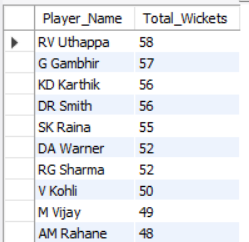 Player_Name Total_Wickets
RV Uthappa 58
G Gambhir 57
KD Karthik 56
DR Smith 56
SK Raina 55
DA Warner 52
RG Sharma 52
V Kohli 50
M Vijay 49
AM Rahane 48